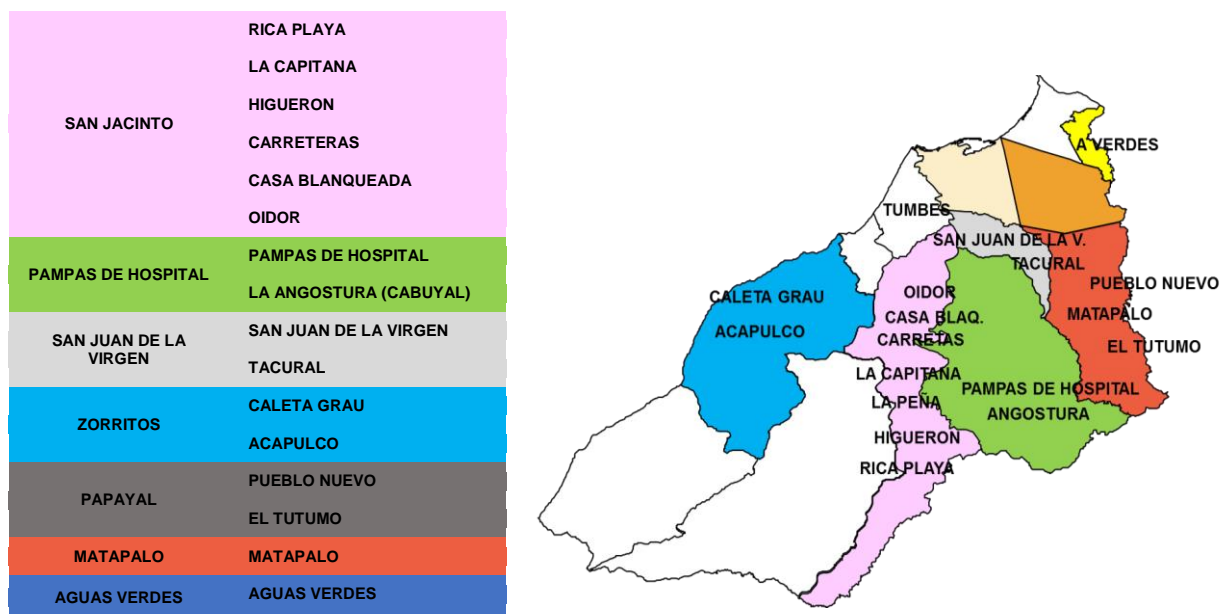 SAN JACINTO
RICA PLAYA
LA CAPITANA
HIGUERON
CARRETERAS
CASA BLANQUEADA
OIDOR
PAMPAS DE HOSPITAL
PAMPAS DE HOSPITAL
LA ANGOSTURA (CABUYAL)
SAN JUAN DE LA
VIRGEN
SAN JUAN DE LA VIRGEN
TACURAL
ZORRITOS
CALETA GRAU
ACAPULCO
PAPAYAL
PUEBLO NUEVO
EL TUTUMO
MATAPALO
MATAPALO
AGUAS VERDES
AGUAS VERDES
A VERDES
TUMBES
SAN JUAN DE LA V.
TACURAL
PUEBLO NUEVO
OIDOR
CALETA GRAU
CASA BLAQ.
MATAPALO
ACAPULCO
CARRETAS
EL TUTUMO
LA CAPITANA
PAMPAS DE HOSPITAL
LA PEÑA
ANGOSTURA
HIGUERON
RICA PLAYA